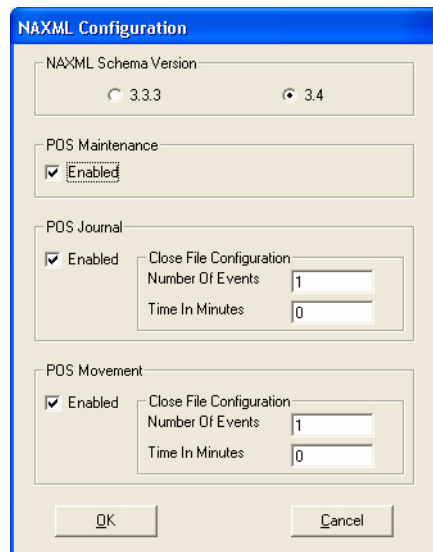 NAXML Configuration
NAXML Schema Version
3.3.3 3.4
POS Maintenance
Enabled
POS Journal
Enabled
Close File Configuration
Number Of Events 1
Time In Minutes 0
POS Movement
Enabled
Close File Configuration
Number Of Events 1
Time In Minutes 0
OK Cancel